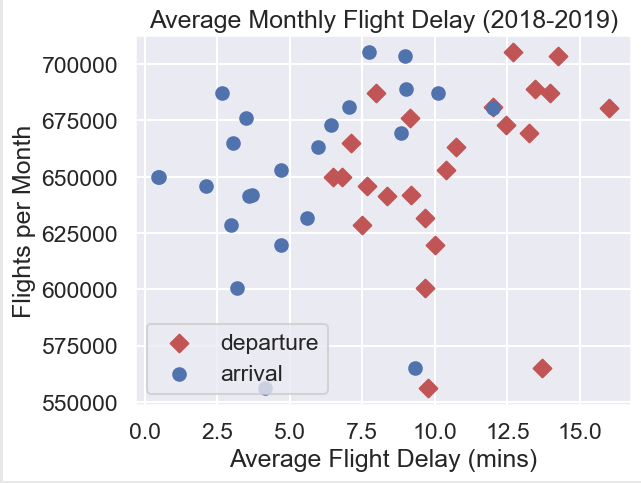 Average Monthly Flight Delay (2018-2019)
Flights per Month
700000
675000
650000
625000
600000
575000
550000
departure
arrival
0.0 2.5 5.0 7.5 10.0 12.5 15.0
Average Flight Delay (mins)